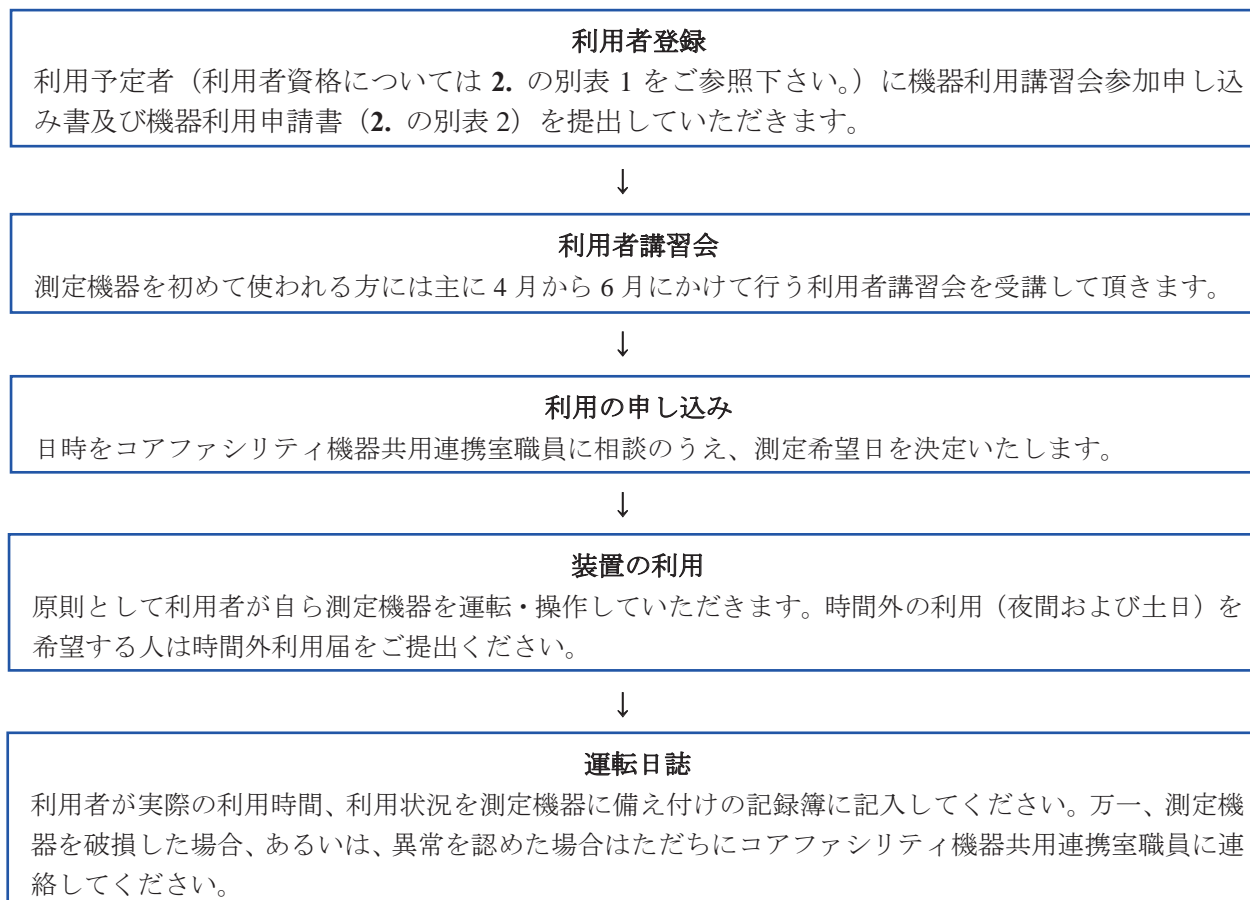 利用者登録
利用予定者（利用者資格については 2. の別表 1 をご参照下さい。）に機器利用講習会参加申し込
み書及び機器利用申請書（2. の別表 2）を提出していただきます。
↓
利用者講習会
測定機器を初めて使われる方には主に 4 月から 6 月にかけて行う利用者講習会を受講して頂きます。
↓
利用の申し込み
日時をコアファシリティ機器共用連携室職員に相談のうえ、測定希望日を決定いたします。
↓
装置の利用
原則として利用者が自ら測定機器を運転・操作していただきます。時間外の利用（夜間および土日）を
希望する人は時間外利用届をご提出ください。
↓
運転日誌
利用者が実際の利用時間、利用状況を測定機器に備え付けの記録簿に記入してください。万一、測定機
器を破損した場合、あるいは、異常を認めた場合はただちにコアファシリティ機器共用連携室職員に連
絡してください。